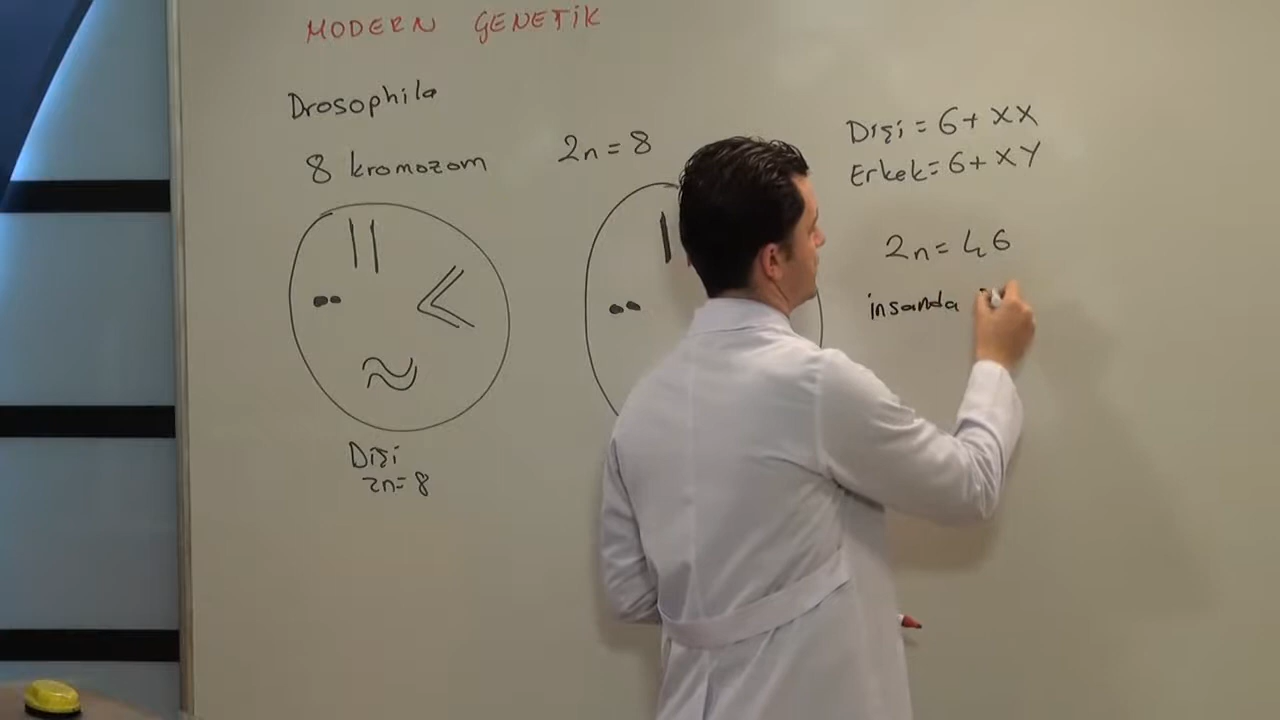 MODERN GENETİK
Drosophila
8 kromozom
2n=8
Dişi
2n=8
Dişi = 6+XX
Erkek= 6+XY
2n= 46
insanda